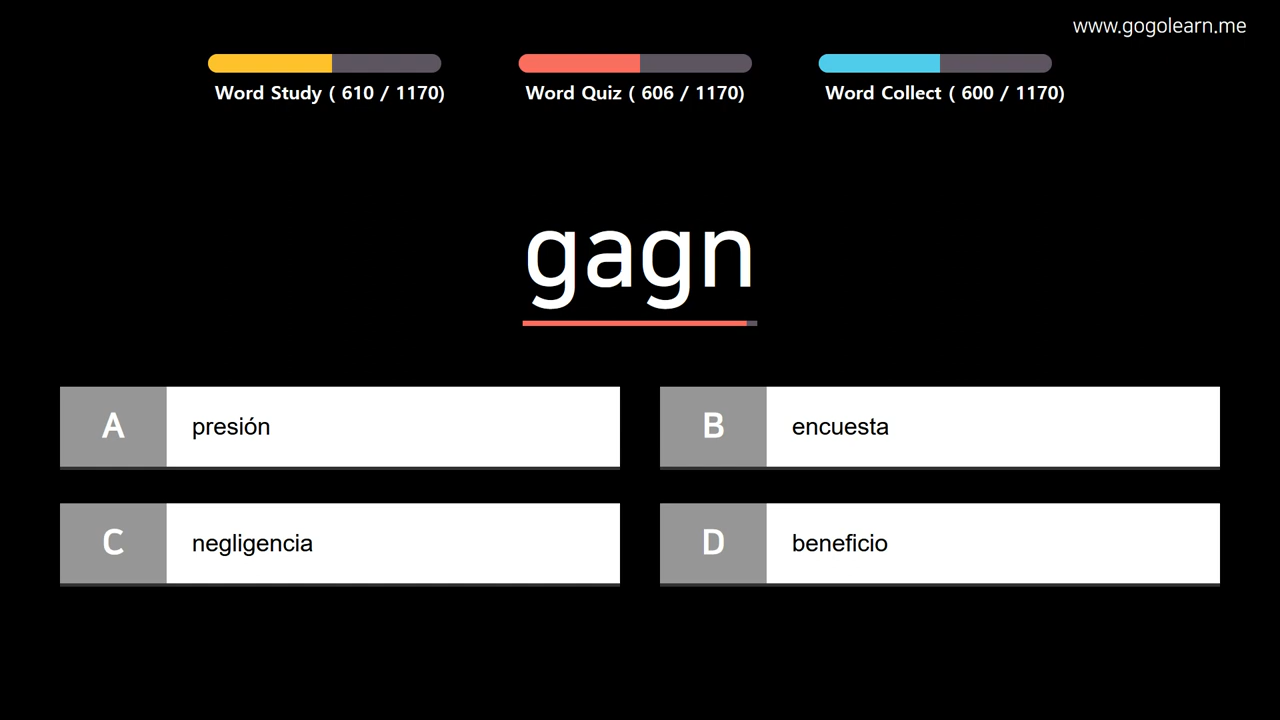 www.gogolearn.me
Word Study ( 610 / 1170)
Word Quiz ( 606 / 1170)
Word Collect ( 600 / 1170)
gagn
A presión
B encuesta
C negligencia
D beneficio